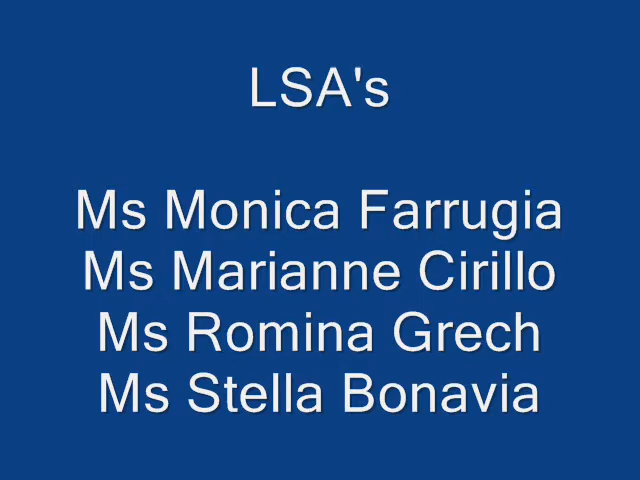 LSA's
Ms Monica Farrugia
Ms Marianne Cirillo
Ms Romina Grech
Ms Stella Bonavia